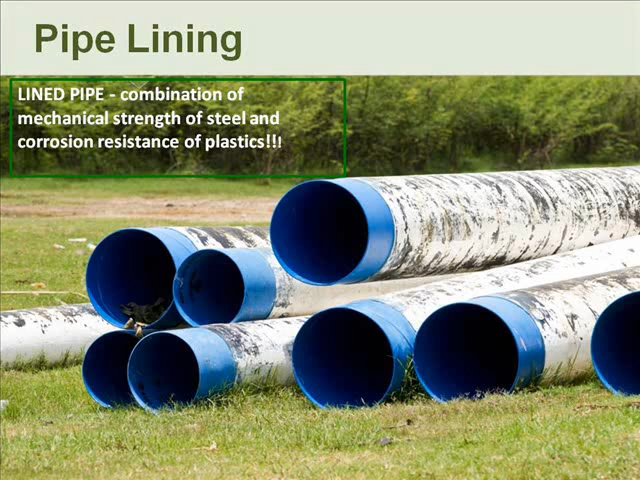 Pipe Lining
LINED PIPE - combination of
mechanical strength of steel and
corrosion resistance of plastics!!!